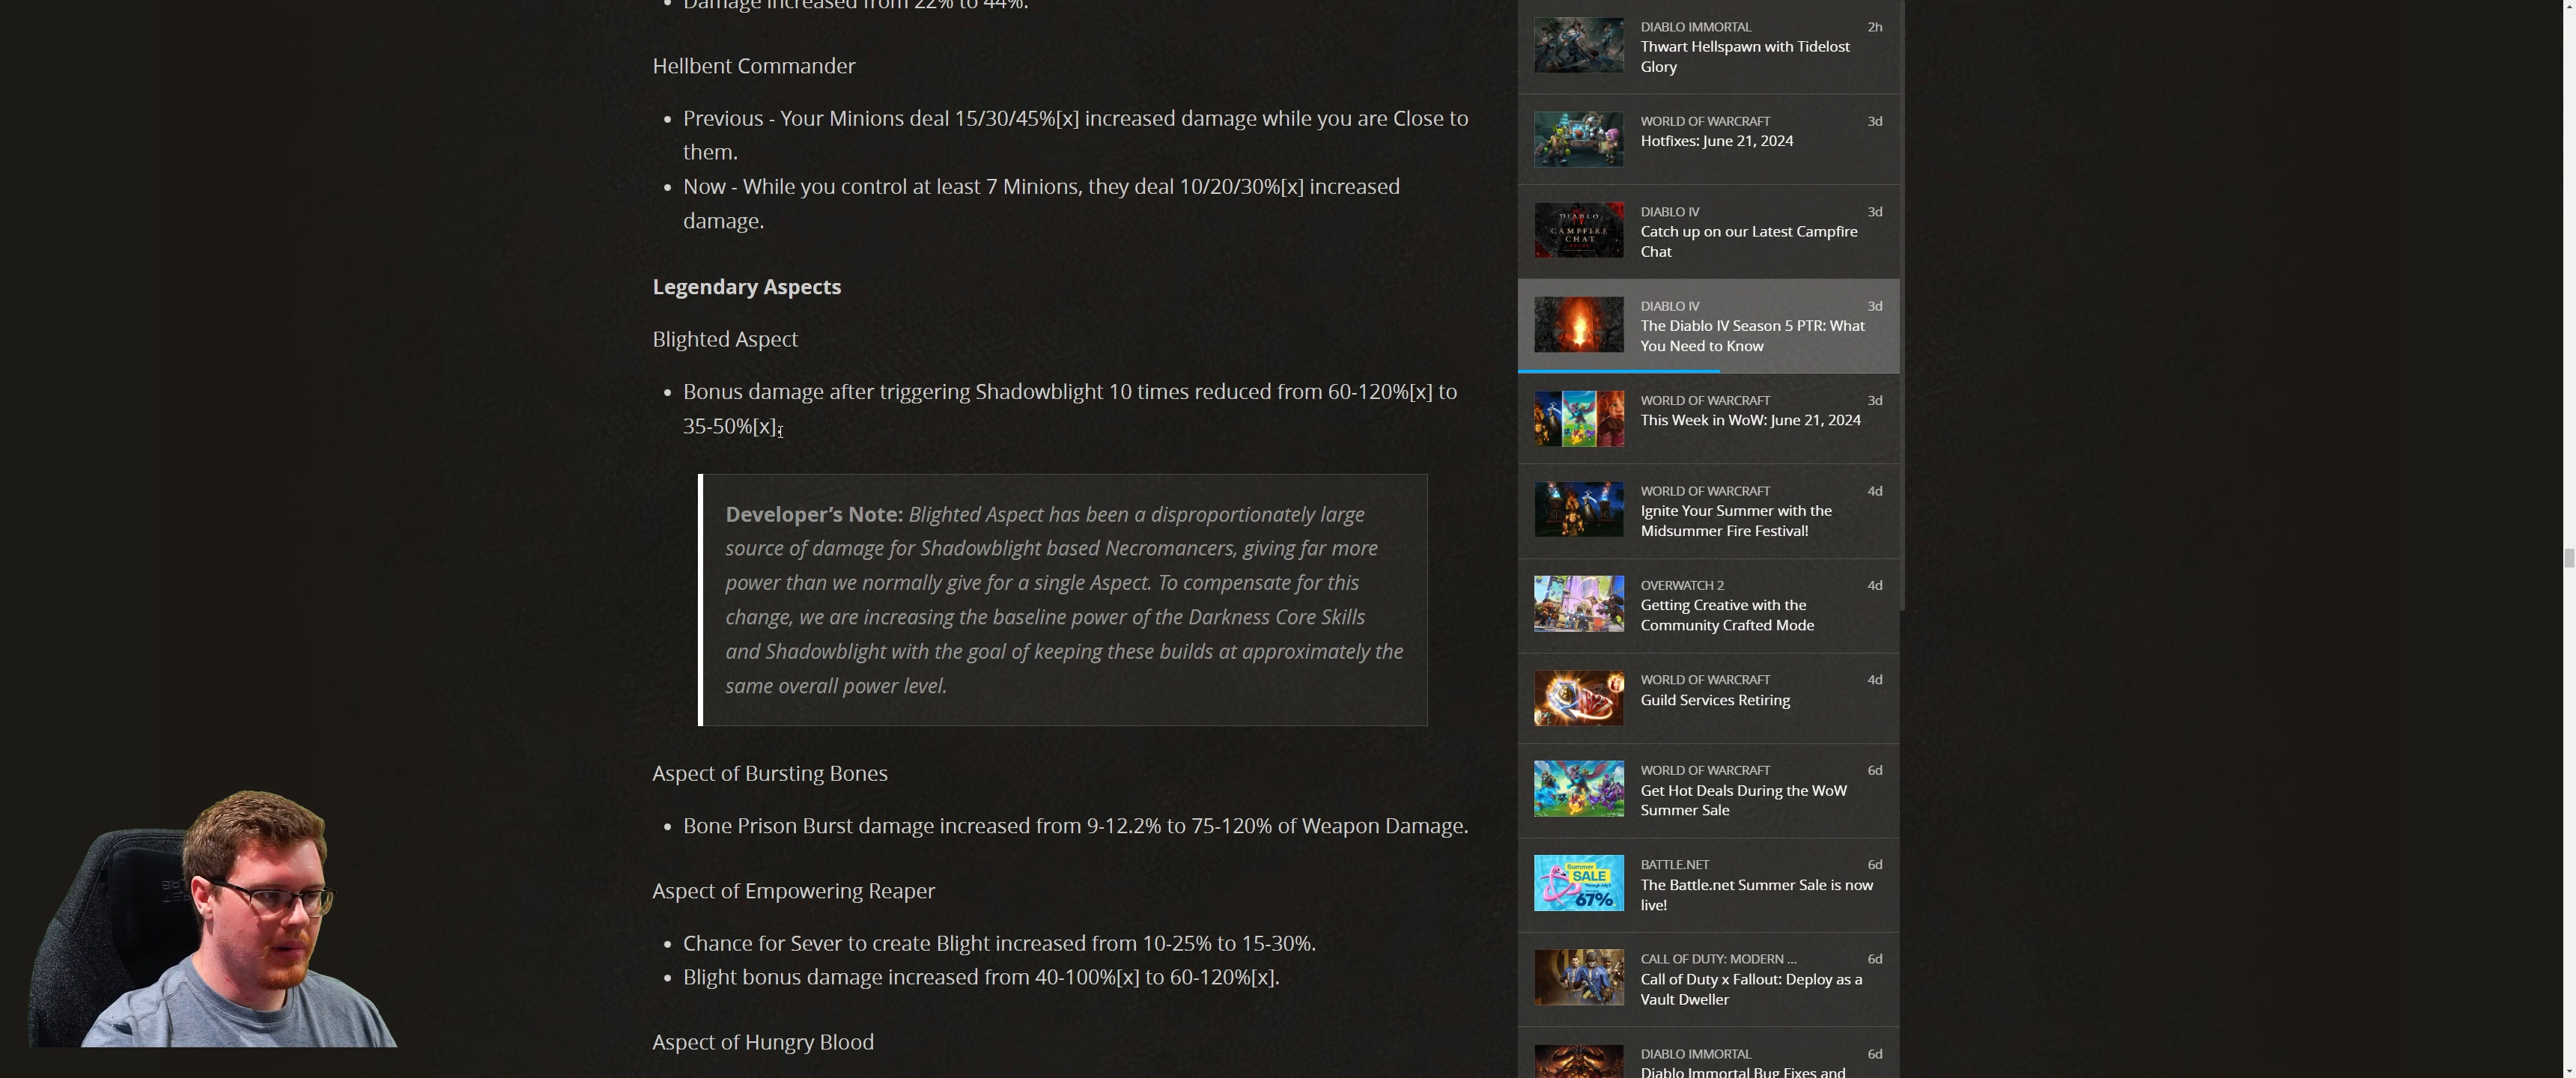 Damage increased from 22% to 44%.
Hellbent Commander
Previous - Your Minions deal 15/30/45%[x] increased damage while you are Close to
them.
Now - While you control at least 7 Minions, they deal 10/20/30%[x] increased
damage.
Legendary Aspects
Blighted Aspect
Bonus damage after triggering Shadowblight 10 times reduced from 60-120%[x] to
35-50%[x].
Developer’s Note: Blighted Aspect has been a disproportionately large
source of damage for Shadowblight based Necromancers, giving far more
power than we normally give for a single Aspect. To compensate for this
change, we are increasing the baseline power of the Darkness Core Skills
and Shadowblight with the goal of keeping these builds at approximately the
same overall power level.
Aspect of Bursting Bones
Bone Prison Burst damage increased from 9-12.2% to 75-120% of Weapon Damage.
Aspect of Empowering Reaper
Chance for Sever to create Blight increased from 10-25% to 15-30%.
Blight bonus damage increased from 40-100%[x] to 60-120%[x].
Aspect of Hungry Blood
DIABLO IMMORTAL 2h
Thwart Hellspawn with Tidelost
Glory
WORLD OF WARCRAFT 3d
Hotfixes: June 21, 2024
DIABLO
CAMPFIRE
CHAT
DIABLO IV 3d
Catch up on our Latest Campfire
Chat
DIABLO IV 3d
The Diablo IV Season 5 PTR: What
You Need to Know
WORLD OF WARCRAFT 3d
This Week in WoW: June 21, 2024
WORLD OF WARCRAFT 4d
Ignite Your Summer with the
Midsummer Fire Festival!
OVERWATCH 2 4d
Getting Creative with the
Community Crafted Mode
WORLD OF WARCRAFT 4d
Guild Services Retiring
WORLD OF WARCRAFT 6d
Get Hot Deals During the WoW
Summer Sale
Summer
SALE
67%
BATTLE.NET 6d
The Battle.net Summer Sale is now
live!
CALL OF DUTY: MODERN ... 6d
Call of Duty x Fallout: Deploy as a
Vault Dweller
DIABLO IMMORTAL 6d
Diablo Immortal Bug Fixes and